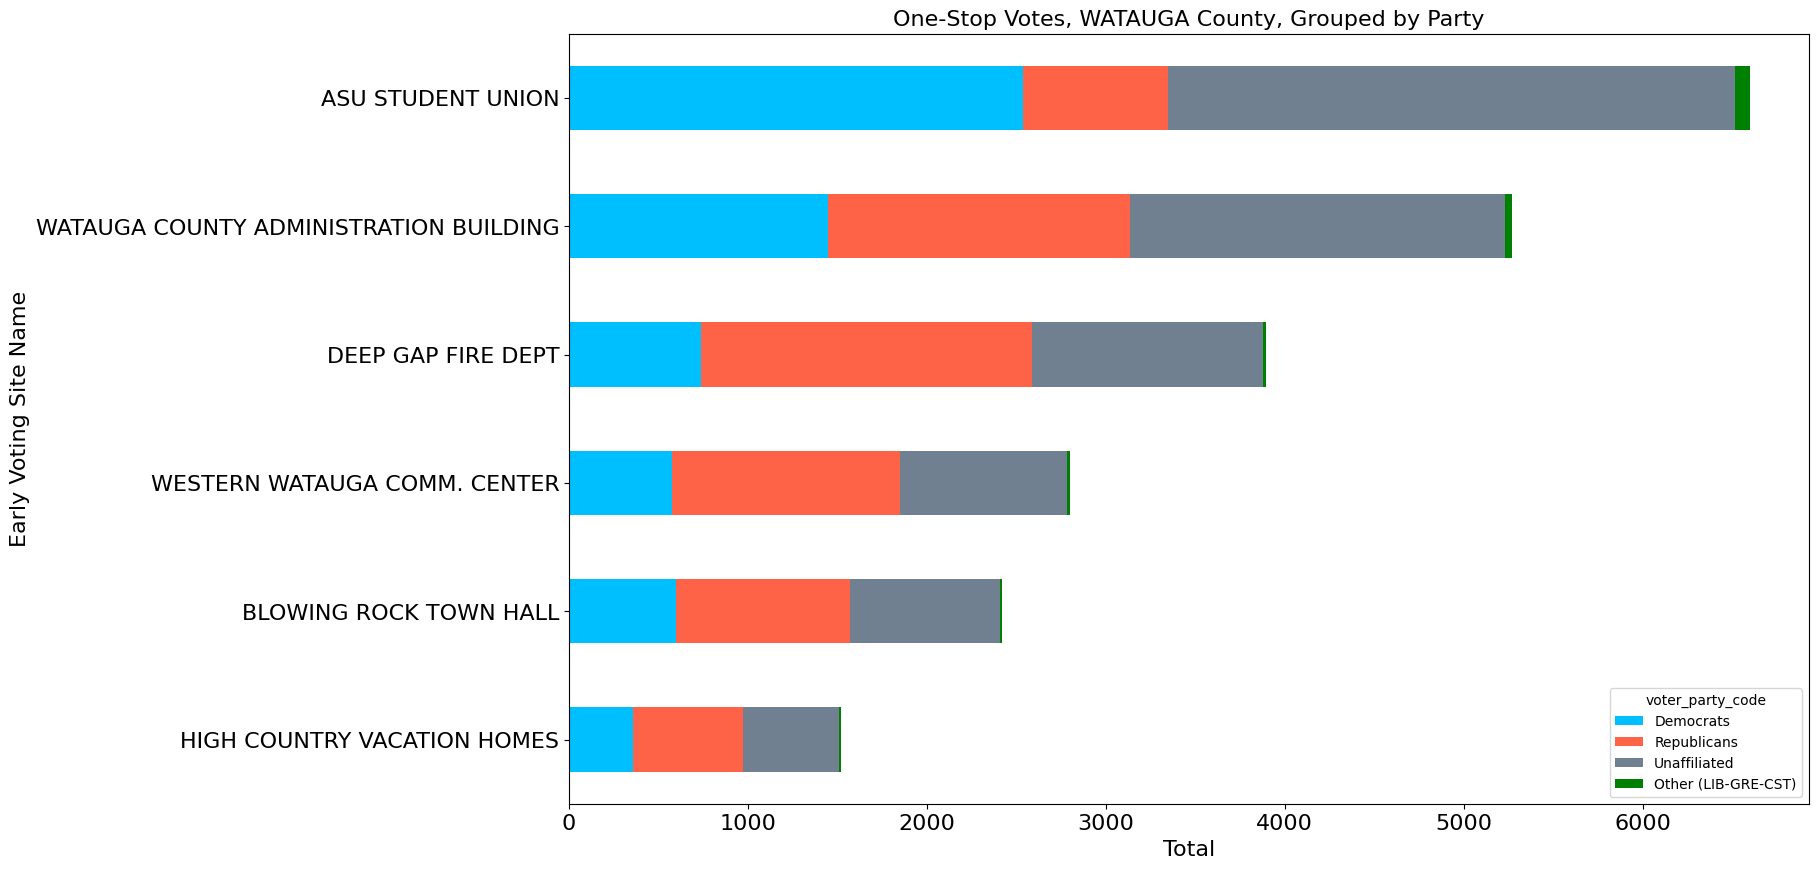 One-Stop Votes, WATAUGA County, Grouped by Party
Early Voting Site Name
ASU STUDENT UNION
WATAUGA COUNTY ADMINISTRATION BUILDING
DEEP GAP FIRE DEPT
WESTERN WATAUGA COMM. CENTER
BLOWING ROCK TOWN HALL
HIGH COUNTRY VACATION HOMES
voter_party_code
Democrats
Republicans
Unaffiliated
Other (LIB-GRE-CST)
0 1000 2000 3000 4000 5000 6000
Total